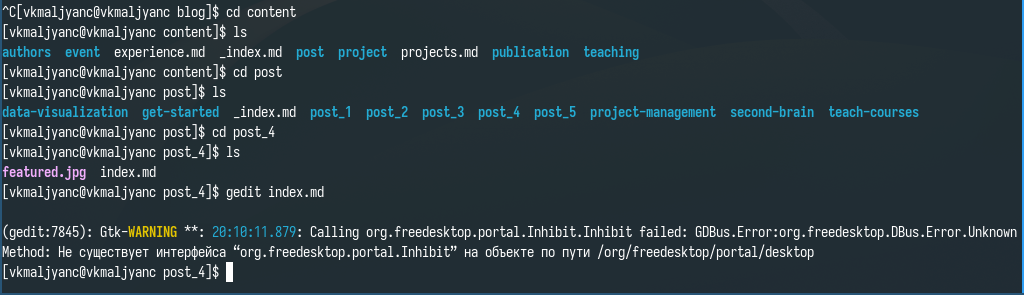 ^C[vkmaljyanc@vkmaljyanc blog]$ cd content
[vkmaljyanc@vkmaljyanc content]$ ls
authors  event  experience.md  _index.md  post  project  projects.md  publication  teaching
[vkmaljyanc@vkmaljyanc content]$ cd post
[vkmaljyanc@vkmaljyanc post]$ ls
data-visualization  get-started  _index.md  post_1  post_2  post_3  post_4  post_5  project-management  second-brain  teach-courses
[vkmaljyanc@vkmaljyanc post]$ cd post_4
[vkmaljyanc@vkmaljyanc post_4]$ ls
featured.jpg  index.md
[vkmaljyanc@vkmaljyanc post_4]$ gedit index.md
(gedit:7845): Gtk-WARNING **: 20:10:11.879: Calling org.freedesktop.portal.Inhibit.Inhibit failed: GDBus.Error:org.freedesktop.DBus.Error.Unknown
Method: Не существует интерфейса “org.freedesktop.portal.Inhibit” на объекте по пути /org/freedesktop/portal/desktop
[vkmaljyanc@vkmaljyanc post_4]$